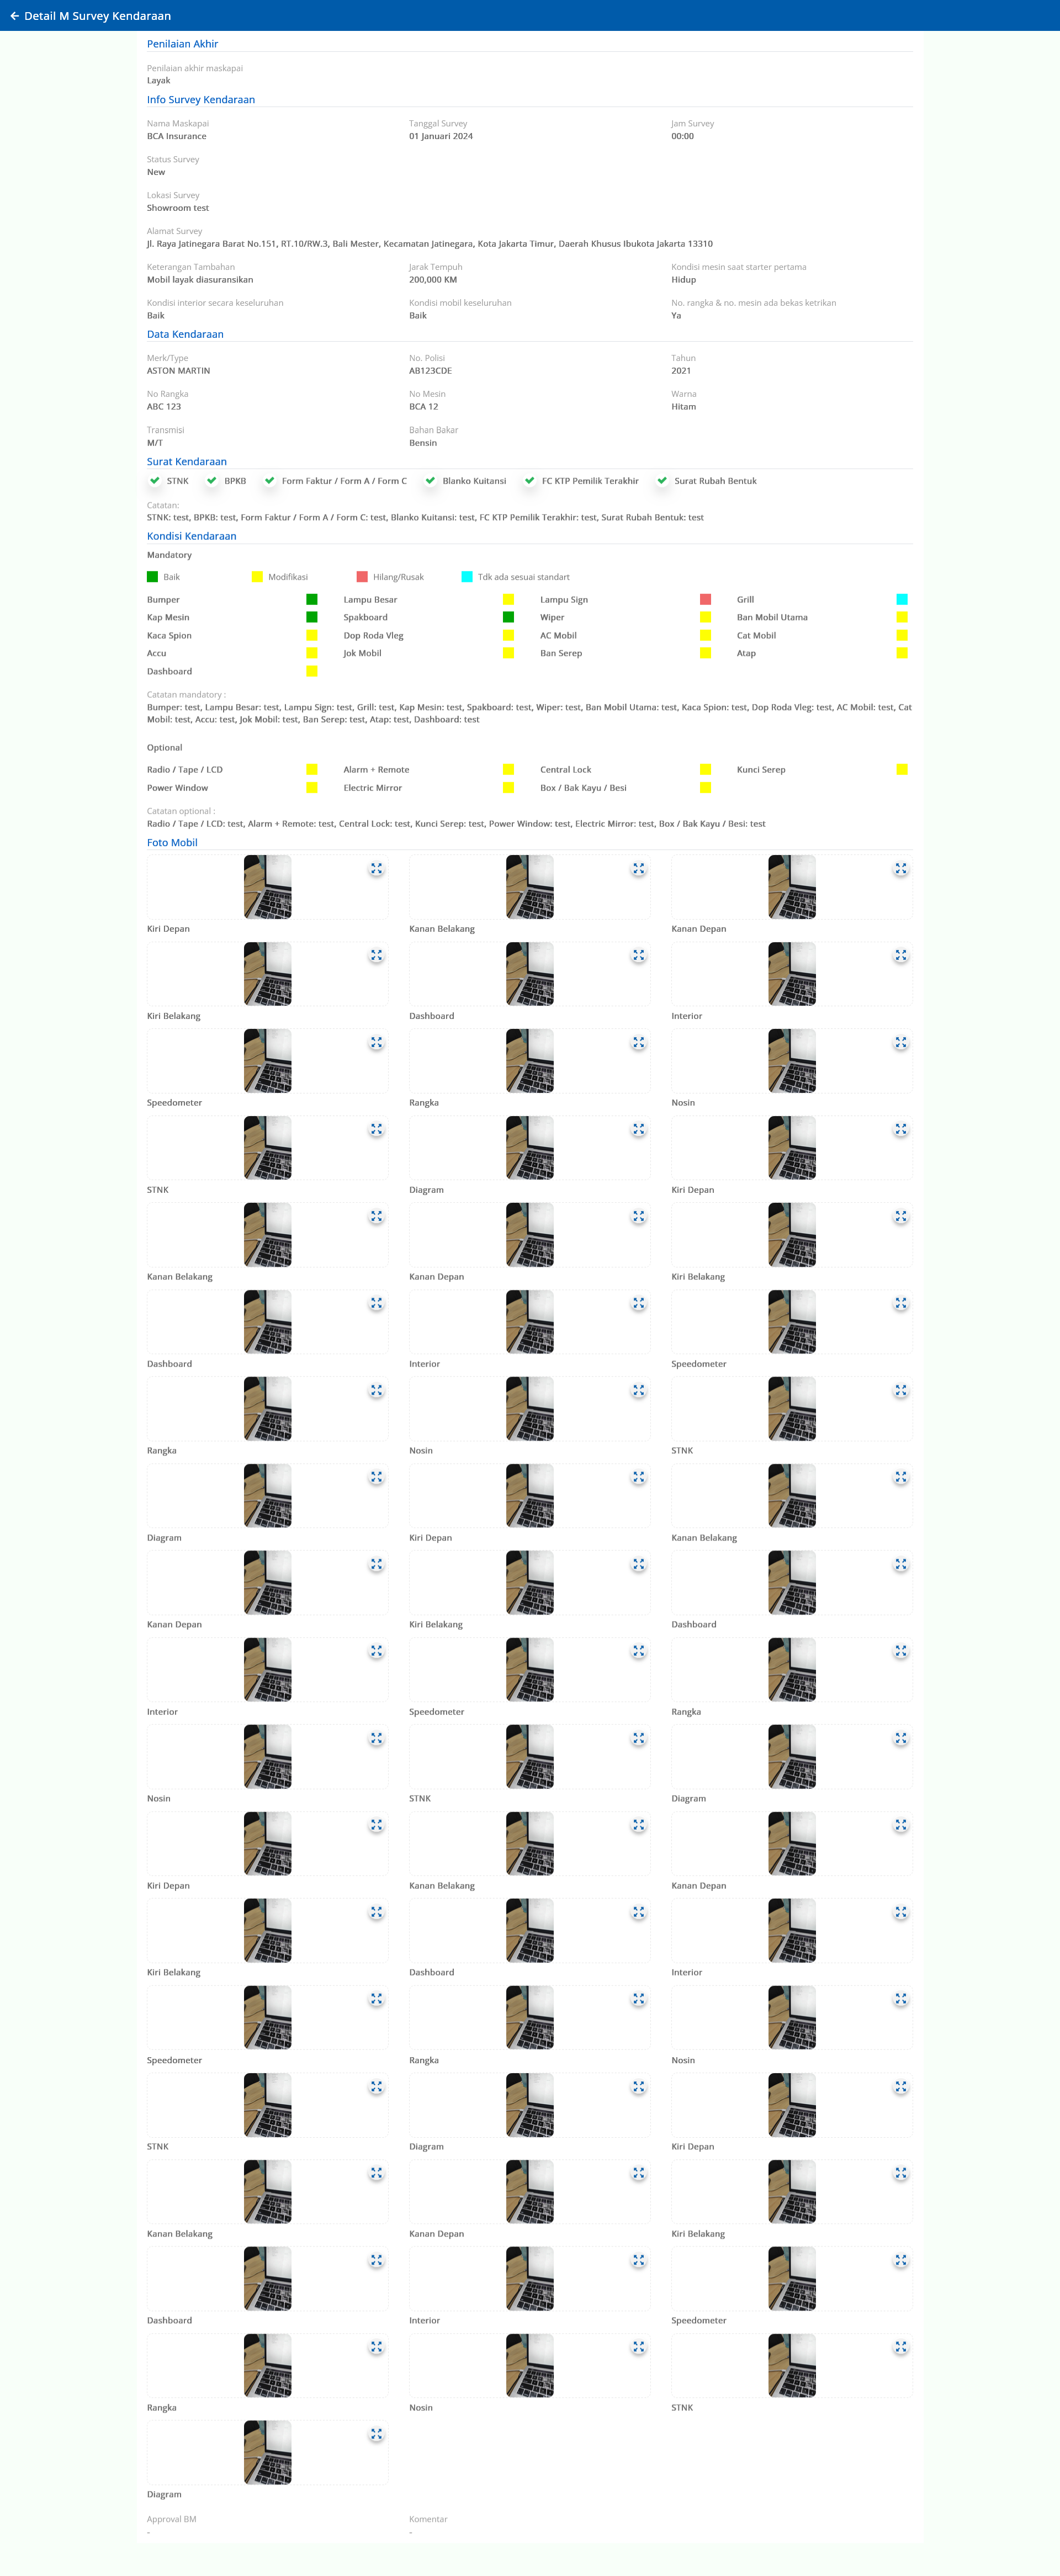 Detail M Survey Kendaraan
Penilaian Akhir
Penilaian akhir maskapai
Layak
Info Survey Kendaraan
Nama Maskapai Tanggal Survey Jam Survey
BCA Insurance 01 Januari 2024 00:00
Status Survey
New
Lokasi Survey
Showroom test
Alamat Survey
Jl. Raya Jatinegara Barat No.151, RT.10/RW.3, Bali Mester, Kecamatan Jatinegara, Kota Jakarta Timur, Daerah Khusus Ibukota Jakarta 13310
Keterangan Tambahan Jarak Tempuh Kondisi mesin saat starter pertama
Mobil layak diasuransikan 200,000 KM Hidup
Kondisi interior secara keseluruhan Kondisi mobil keseluruhan No. rangka & no. mesin ada bekas ketrikan
Baik Baik Ya
Data Kendaraan
Merk/Type No. Polisi Tahun
ASTON MARTIN AB123CDE 2021
No Rangka No Mesin Warna
ABC 123 BCA 12 Hitam
Transmisi Bahan Bakar
M/T Bensin
Surat Kendaraan
STNK BPKB Form Faktur / Form A / Form C Blanko Kuitansi FC KTP Pemilik Terakhir Surat Rubah Bentuk
Catatan:
STNK: test, BPKB: test, Form Faktur / Form A / Form C: test, Blanko Kuitansi: test, FC KTP Pemilik Terakhir: test, Surat Rubah Bentuk: test
Kondisi Kendaraan
Mandatory
Baik Modifikasi Hilang/Rusak Tdk ada sesuai standart
Bumper Lampu Besar Lampu Sign Grill
Kap Mesin Spakboard Wiper Ban Mobil Utama
Kaca Spion Dop Roda Vleg AC Mobil Cat Mobil
Accu Jok Mobil Ban Serep Atap
Dashboard
Catatan mandatory :
Bumper: test, Lampu Besar: test, Lampu Sign: test, Grill: test, Kap Mesin: test, Spakboard: test, Wiper: test, Ban Mobil Utama: test, Kaca Spion: test, Dop Roda Vleg: test, AC Mobil: test, Cat
Mobil: test, Accu: test, Jok Mobil: test, Ban Serep: test, Atap: test, Dashboard: test
Optional
Radio / Tape / LCD Alarm + Remote Central Lock Kunci Serep
Power Window Electric Mirror Box / Bak Kayu / Besi
Catatan optional :
Radio / Tape / LCD: test, Alarm + Remote: test, Central Lock: test, Kunci Serep: test, Power Window: test, Electric Mirror: test, Box / Bak Kayu / Besi: test
Foto Mobil
Kiri Depan Kanan Belakang Kanan Depan
Kiri Belakang Dashboard Interior
Speedometer Rangka Nosin
STNK Diagram Kiri Depan
Kanan Belakang Kanan Depan Kiri Belakang
Dashboard Interior Speedometer
Rangka Nosin STNK
Diagram Kiri Depan Kanan Belakang
Kanan Depan Kiri Belakang Dashboard
Interior Speedometer Rangka
Nosin STNK Diagram
Kiri Depan Kanan Belakang Kanan Depan
Kiri Belakang Dashboard Interior
Speedometer Rangka Nosin
STNK Diagram Kiri Depan
Kanan Belakang Kanan Depan Kiri Belakang
Dashboard Interior Speedometer
Rangka Nosin STNK
Diagram
Approval BM Komentar
- -